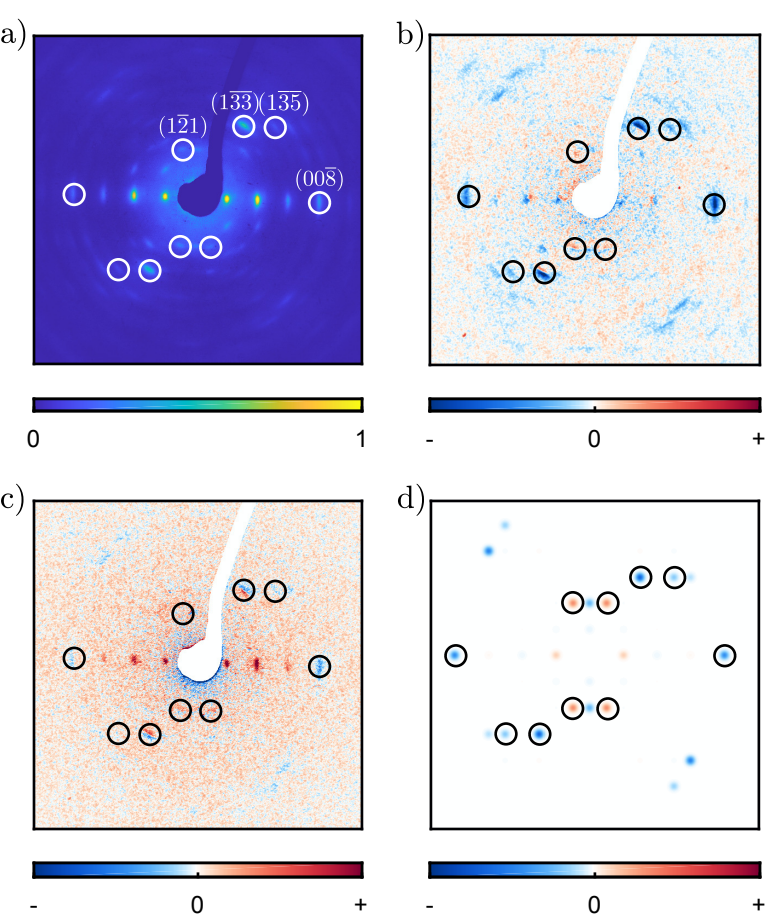 a)
(12̅1)
(13̅3̅)(13̅5̅)
(008̅)
0 1
b)
- 0 +
c)
- 0 +
d)
- 0 +